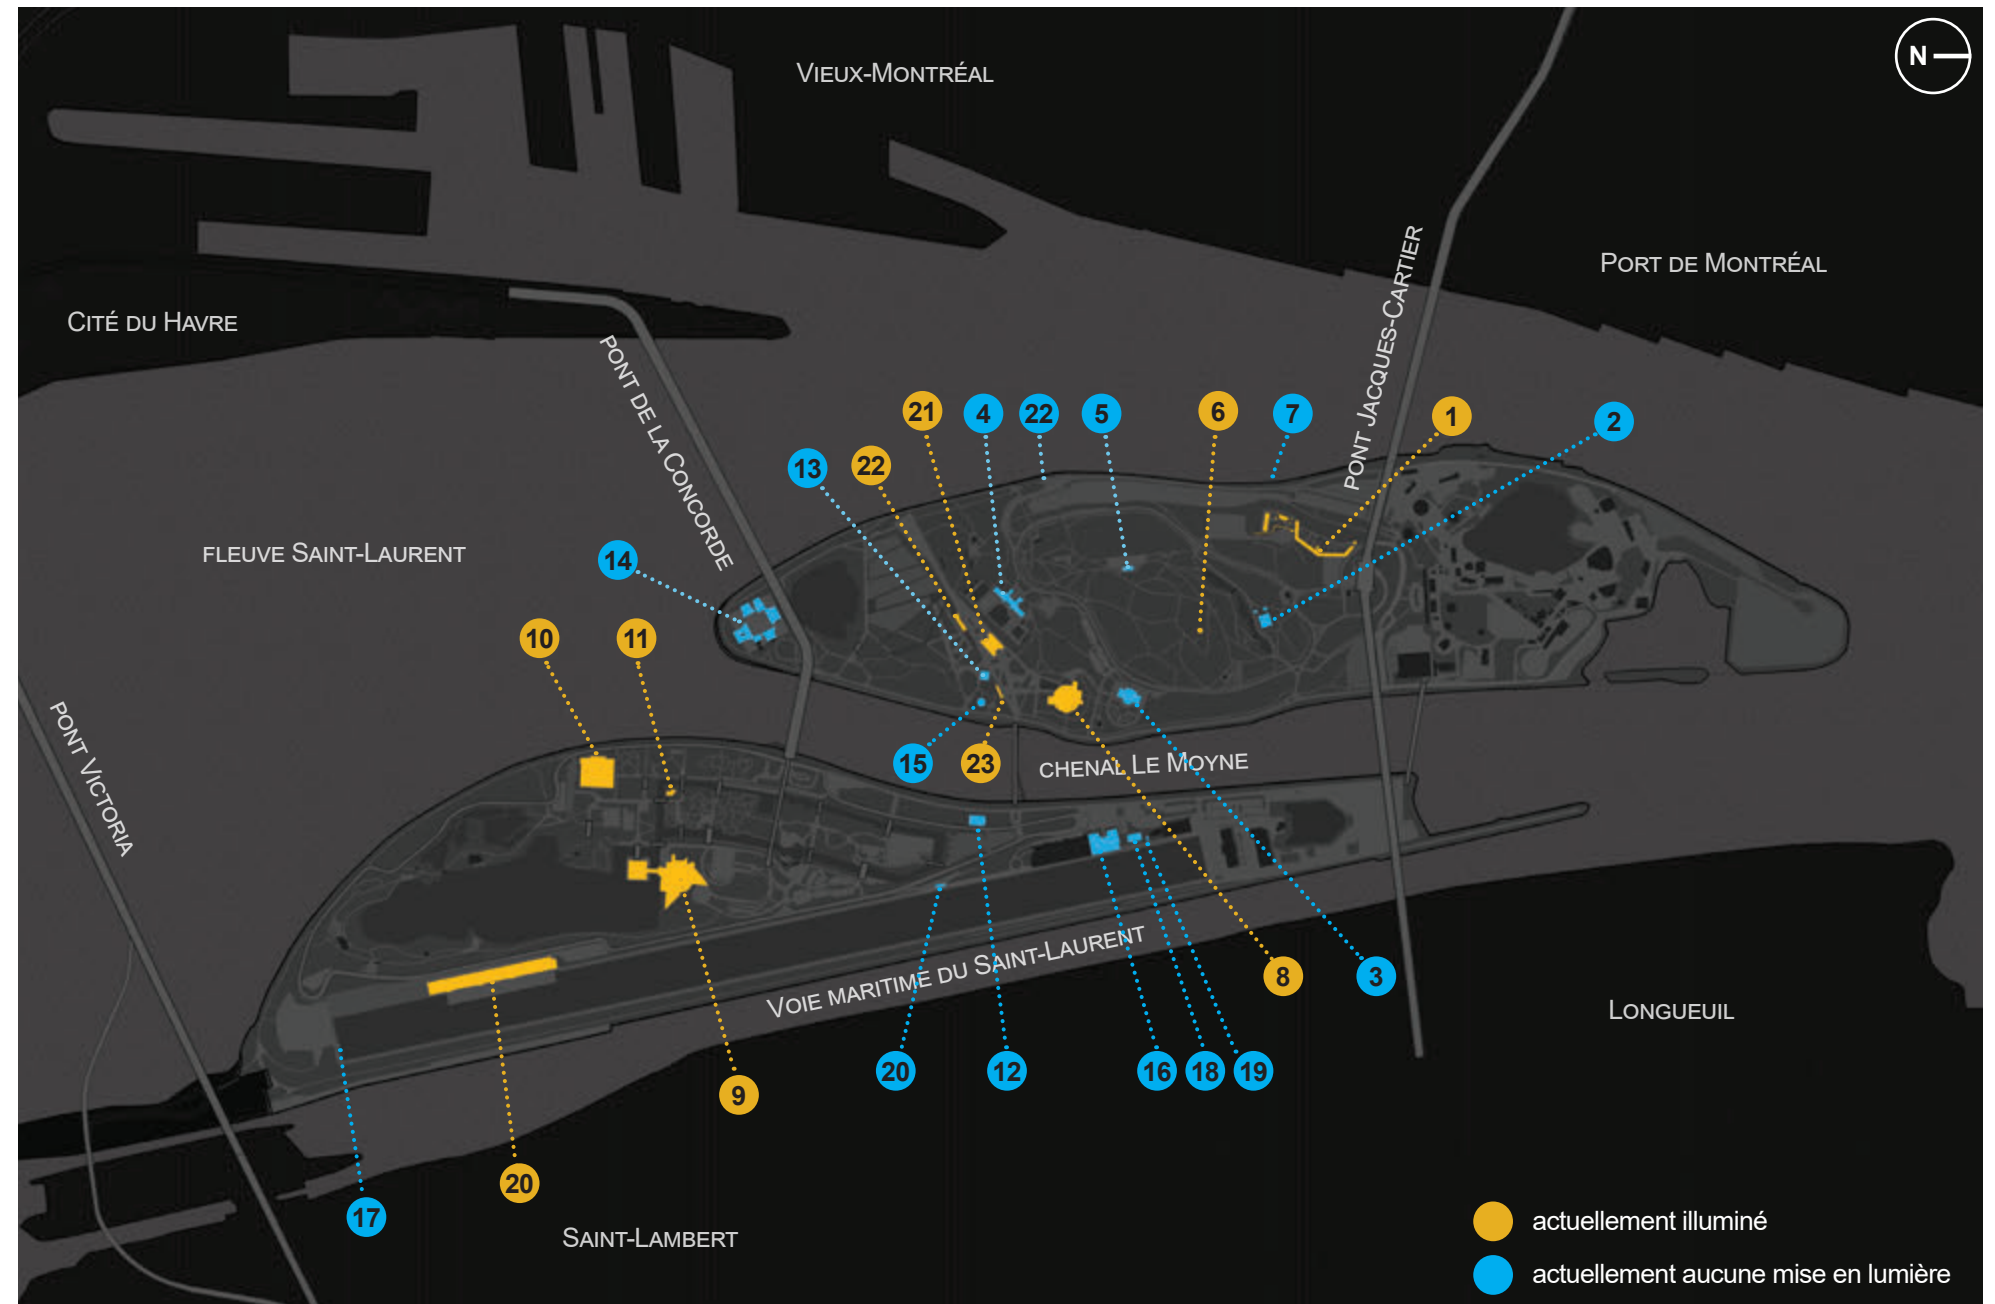 N
VIEUX-MONTRÉAL
PORT DE MONTRÉAL
CITÉ DU HAVRE
PONT DE LA CONCORDE
PONT JACQUES-CARTIER
21
4
22
5
6
7
1
2
13
22
FLEUVE SAINT-LAURENT
14
10
11
PONT VICTORIA
15
23
CHENAL LE MOYNE
VOIE MARITIME DU SAINT-LAURENT
8
3
LONGUEUIL
20
12
16
18
19
9
20
17
SAINT-LAMBERT
actuellement illuminé
actuellement aucune mise en lumière